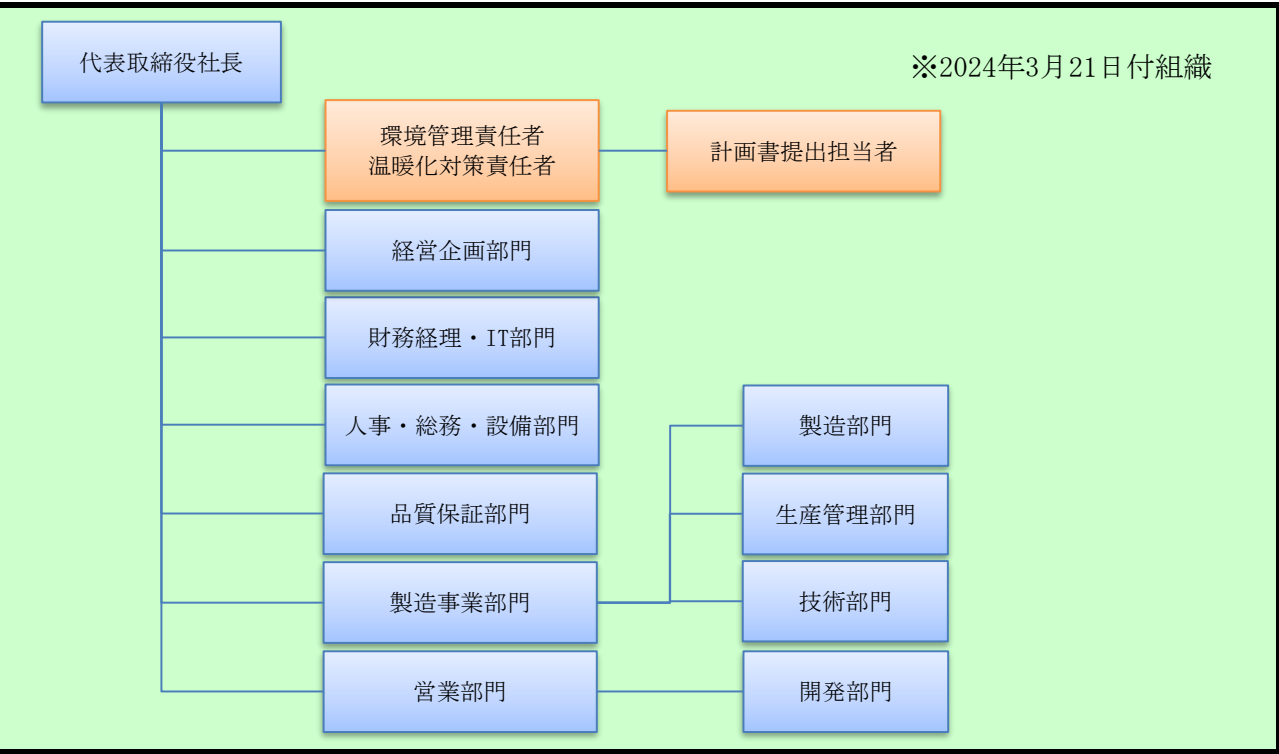 代表取締役社長
※2024年3月21日付組織
環境管理責任者
温暖化対策責任者
計画書提出担当者
経営企画部門
財務経理・IT部門
人事・総務・設備部門
製造部門
品質保証部門
生産管理部門
製造事業部門
技術部門
営業部門
開発部門